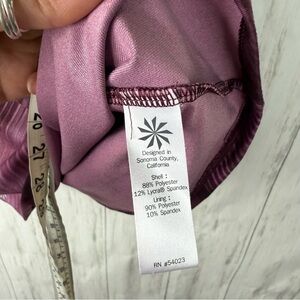 Designed in
Sonoma County,
California
Shell :
88% Polyester
12% Lycra® Spandex
Lining :
90% Polyester
10% Spandex
RN #54023
26
27
28